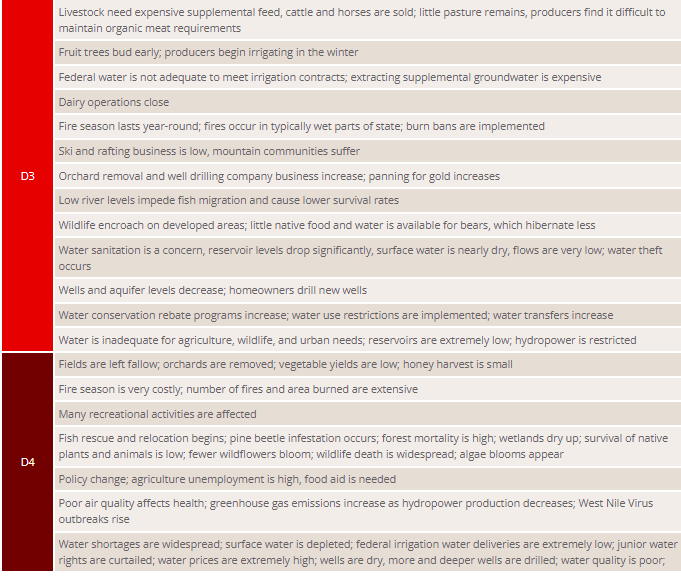 Livestock need expensive supplemental feed, cattle and horses are sold; little pasture remains, producers find it difficult to
maintain organic meat requirements
Fruit trees bud early; producers begin irrigating in the winter
Federal water is not adequate to meet irrigation contracts; extracting supplemental groundwater is expensive
Dairy operations close
Fire season lasts year-round; fires occur in typically wet parts of state; burn bans are implemented
Ski and rafting business is low, mountain communities suffer
D3
Orchard removal and well drilling company business increase; panning for gold increases
Low river levels impede fish migration and cause lower survival rates
Wildlife encroach on developed areas; little native food and water is available for bears, which hibernate less
Water sanitation is a concern, reservoir levels drop significantly, surface water is nearly dry, flows are very low; water theft
occurs
Wells and aquifer levels decrease; homeowners drill new wells
Water conservation rebate programs increase; water use restrictions are implemented; water transfers increase
Water is inadequate for agriculture, wildlife, and urban needs; reservoirs are extremely low; hydropower is restricted
Fields are left fallow; orchards are removed; vegetable yields are low; honey harvest is small
Fire season is very costly; number of fires and area burned are extensive
Many recreational activities are affected
Fish rescue and relocation begins; pine beetle infestation occurs; forest mortality is high; wetlands dry up; survival of native
plants and animals is low; fewer wildflowers bloom; wildlife death is widespread; algae blooms appear
D4
Policy change; agriculture unemployment is high, food aid is needed
Poor air quality affects health; greenhouse gas emissions increase as hydropower production decreases; West Nile Virus
outbreaks rise
Water shortages are widespread; surface water is depleted; federal irrigation water deliveries are extremely low; junior water
rights are curtailed; water prices are extremely high; wells are dry, more and deeper wells are drilled; water quality is poor;